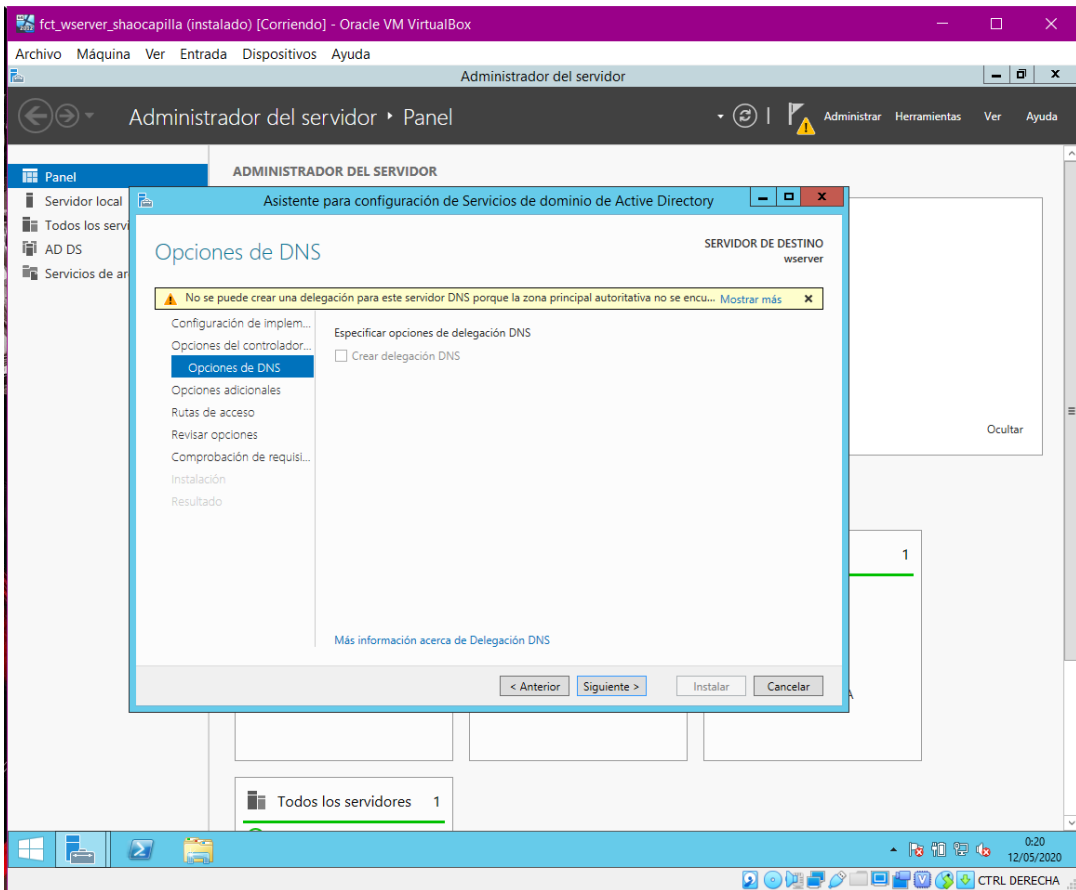 fct_wserver_shaocapilla (instalado) [Corriendo] - Oracle VM VirtualBox
Archivo Máquina Ver Entrada Dispositivos Ayuda
Administrador del servidor
Administrador del servidor ‣ Panel
Administrar Herramientas Ver Ayuda
Panel
Servidor local
Todos los servi
AD DS
Servicios de ar
ADMINISTRADOR DEL SERVIDOR
Asistente para configuración de Servicios de dominio de Active Directory
Opciones de DNS
SERVIDOR DE DESTINO
wserver
No se puede crear una delegación para este servidor DNS porque la zona principal autoritativa no se encu... Mostrar más
Configuración de implem...
Opciones del controlador...
Opciones de DNS
Opciones adicionales
Rutas de acceso
Revisar opciones
Comprobación de requisi...
Instalación
Resultado
Especificar opciones de delegación DNS
Crear delegación DNS
Más información acerca de Delegación DNS
< Anterior Siguiente > Instalar Cancelar
Ocultar
1
A
Todos los servidores 1
0:20
12/05/2020
CTRL DERECHA